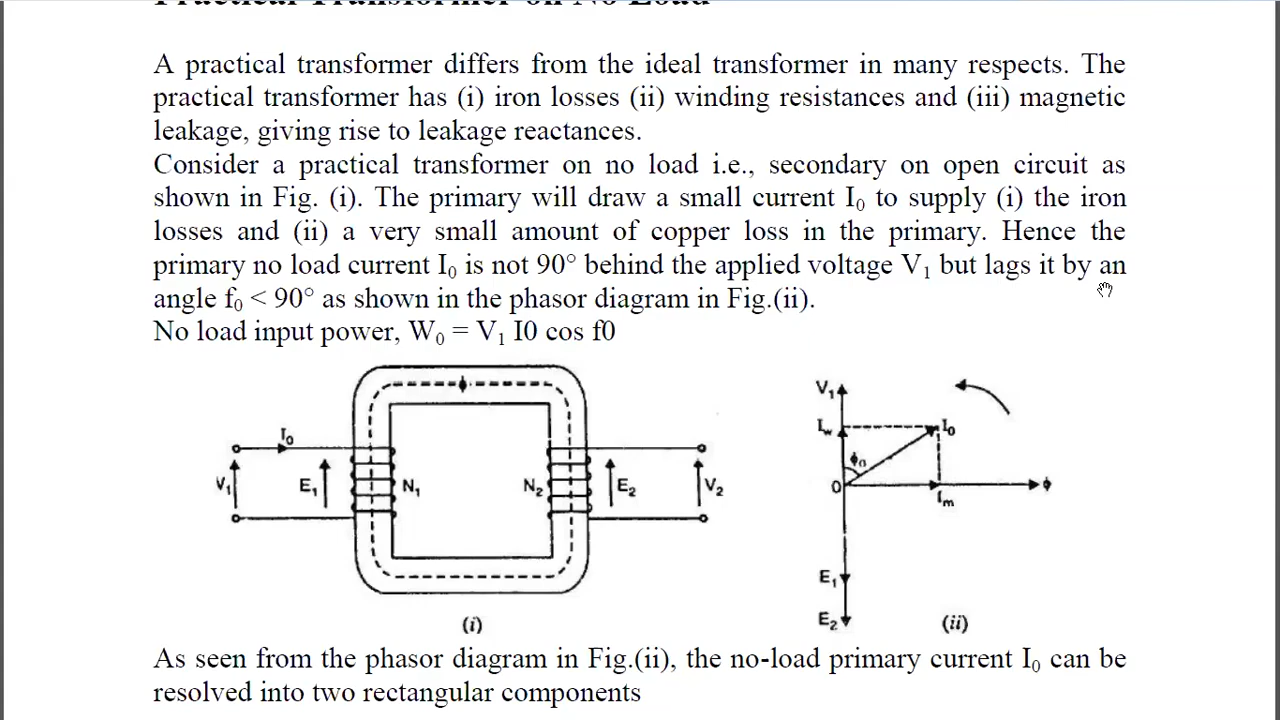 Practical Transformer on No Load
A practical transformer differs from the ideal transformer in many respects. The
practical transformer has (i) iron losses (ii) winding resistances and (iii) magnetic
leakage, giving rise to leakage reactances.
Consider a practical transformer on no load i.e., secondary on open circuit as
shown in Fig. (i). The primary will draw a small current I₀ to supply (i) the iron
losses and (ii) a very small amount of copper loss in the primary. Hence the
primary no load current I₀ is not 90° behind the applied voltage V₁ but lags it by an
angle f₀ < 90° as shown in the phasor diagram in Fig.(ii).
No load input power, W₀ = V₁ I0 cos f0
ϕ
I₀
V₁
E₁
N₁
N₂
E₂
V₂
(i)
V₁
I_w
I₀
ϕ₀
O
I_m
ϕ
E₁
E₂
(ii)
As seen from the phasor diagram in Fig.(ii), the no-load primary current I₀ can be
resolved into two rectangular components